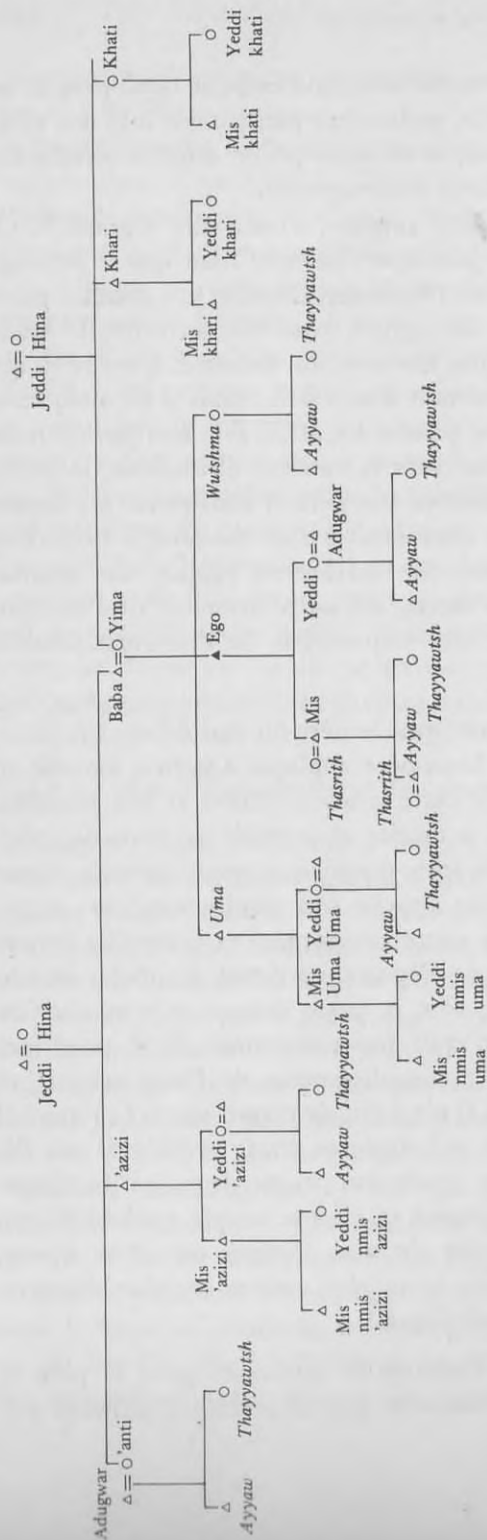 Jeddi Hina
Jeddi Hina
Adugwar
'anti
'azizi
Baba
Yima
Khari
Khati
Ayyaw
Thayyawtsh
Mis
'azizi
Yeddi
'azizi
Uma
Ego
Wutshma
Mis
khari
Yeddi
khari
Mis
khati
Yeddi
khati
Mis
nmis
'azizi
Yeddi
nmis
'azizi
Ayyaw
Thayyawtsh
Mis
Uma
Yeddi
Uma
Thasrith
Mis
Yeddi
Adugwar
Ayyaw
Thayyawtsh
Mis
nmis
uma
Yeddi
nmis
uma
Ayyaw
Thayyawtsh
Thasrith
Ayyaw
Thayyawtsh
Ayyaw
Thayyawtsh